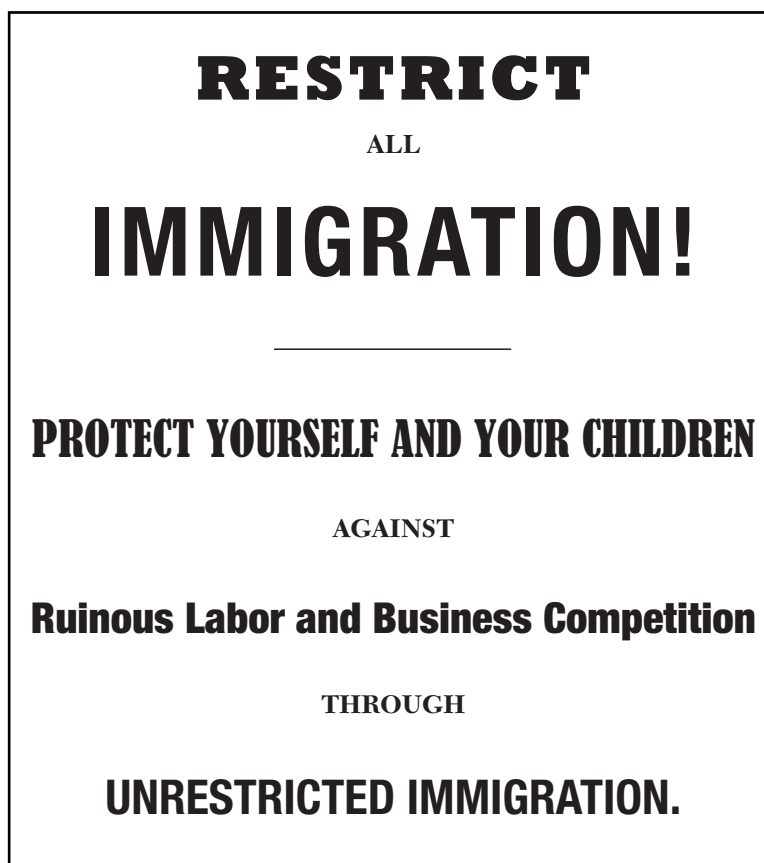 RESTRICT
ALL
IMMIGRATION!
PROTECT YOURSELF AND YOUR CHILDREN
AGAINST
Ruinous Labor and Business Competition
THROUGH
UNRESTRICTED IMMIGRATION.